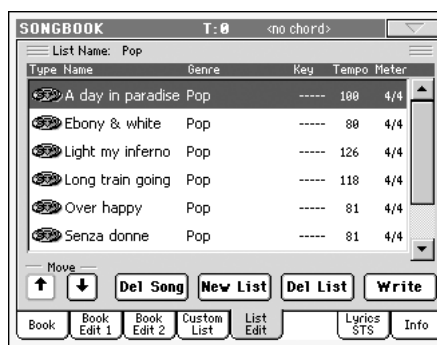 SONGBOOK T:0 <no chord>
List Name: Pop
Type Name Genre Key Tempo Meter
A day in paradise Pop ----- 100 4/4
Ebony & white Pop ----- 80 4/4
Light my inferno Pop ----- 126 4/4
Long train going Pop ----- 118 4/4
Over happy Pop ----- 81 4/4
Senza donne Pop ----- 81 4/4
Move
Del Song New List Del List Write
Book Book Edit 1 Book Edit 2 Custom List List Edit Lyrics STS Info